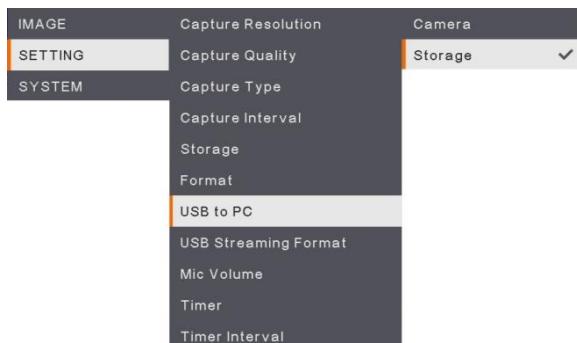 IMAGE
SETTING
SYSTEM
Capture Resolution
Capture Quality
Capture Type
Capture Interval
Storage
Format
USB to PC
USB Streaming Format
Mic Volume
Timer
Timer Interval
Camera
Storage